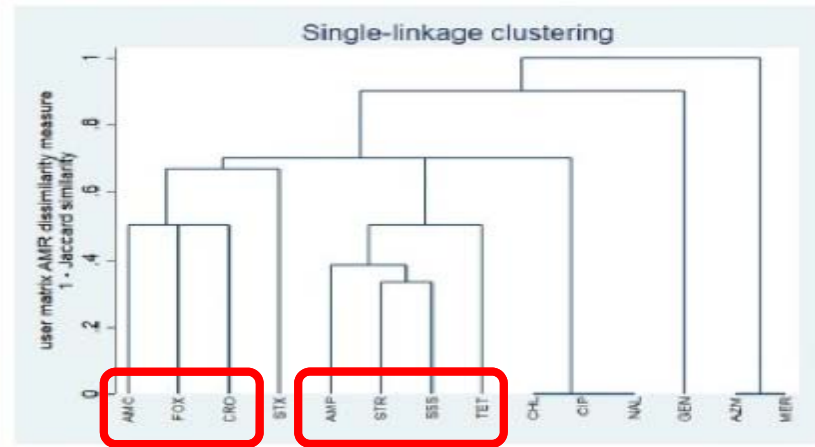 Single-linkage clustering
user matrix AMR dissimilarity measure
1 - Jaccard similarity
1
.8
.6
.4
.2
0
AMC
FOX
CRO
STX
AMP
STR
SSS
TET
CHL
CIP
NAL
GEN
AZM
MER